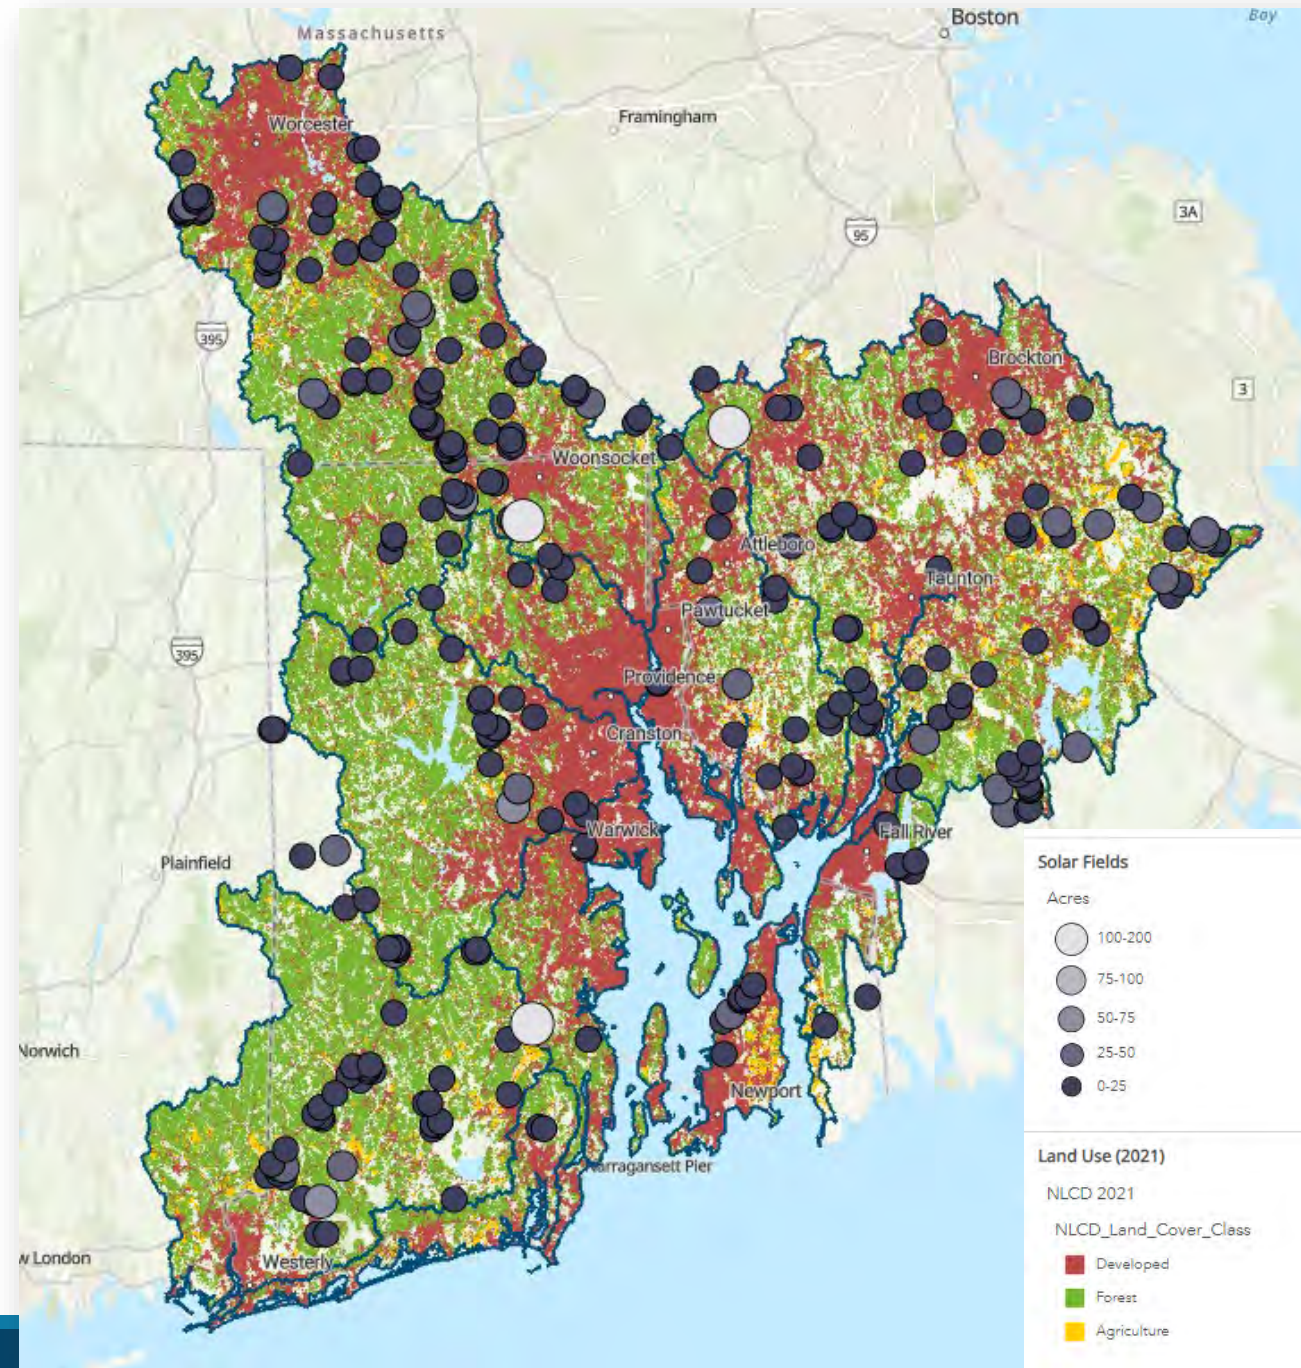 Boston
Bay
Massachusetts
Framingham
Worcester
3A
95
395
Brockton
3
Woonsocket
Attleboro
Taunton
Pawtucket
395
Providence
Cranston
Warwick
Fall River
Plainfield
Norwich
Newport
Narragansett Pier
w London
Westerly
Solar Fields
Acres
100-200
75-100
50-75
25-50
0-25
Land Use (2021)
NLCD 2021
NLCD_Land_Cover_Class
Developed
Forest
Agriculture